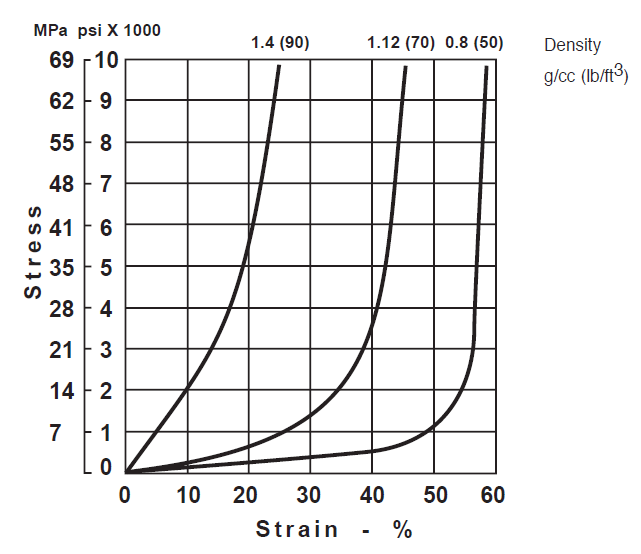 MPa psi X 1000
1.4 (90) 1.12 (70) 0.8 (50)
Density
g/cc (lb/ft3)
69 10
62 9
55 8
48 7
41 6
35 5
28 4
21 3
14 2
7 1
0
Stress
0 10 20 30 40 50 60
Strain - %